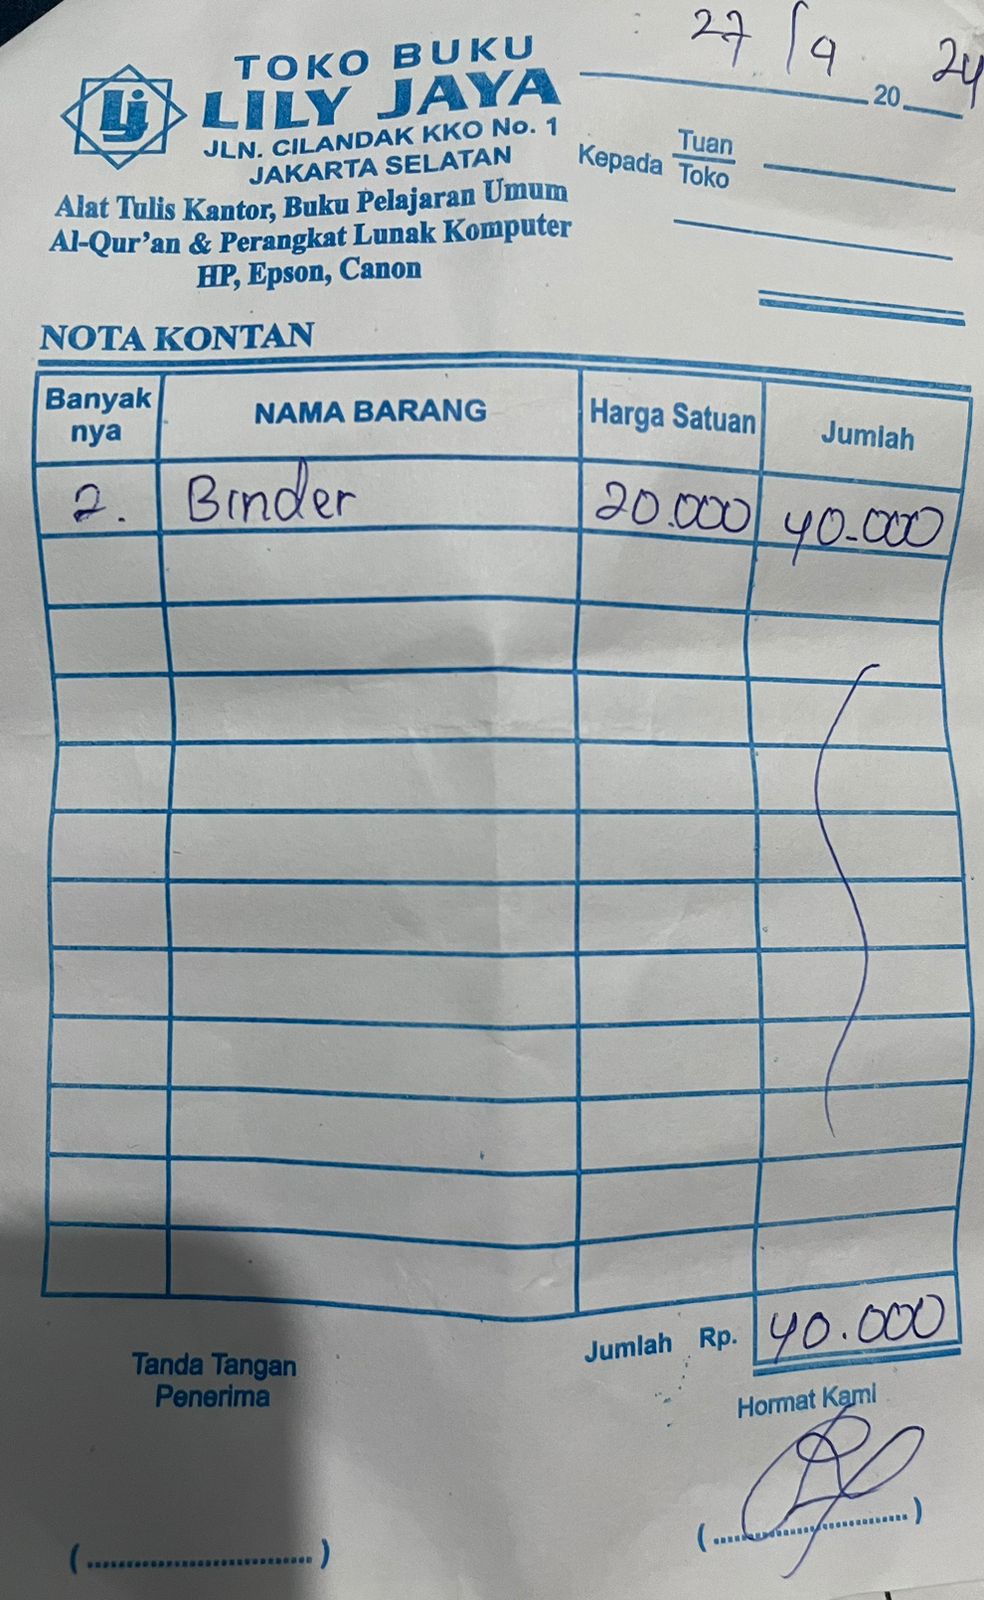 27/9 2024
TOKO BUKU
LILY JAYA
JLN. CILANDAK KKO No. 1
JAKARTA SELATAN
Alat Tulis Kantor, Buku Pelajaran Umum
Al-Qur'an & Perangkat Lunak Komputer
HP, Epson, Canon
lj
Kepada Tuan
Toko
NOTA KONTAN
Banyak nya NAMA BARANG Harga Satuan Jumlah
2. Binder 20.000 40.000
Jumlah Rp. 40.000
Tanda Tangan
Penerima
Hormat Kami
(..............................)
(..............................)